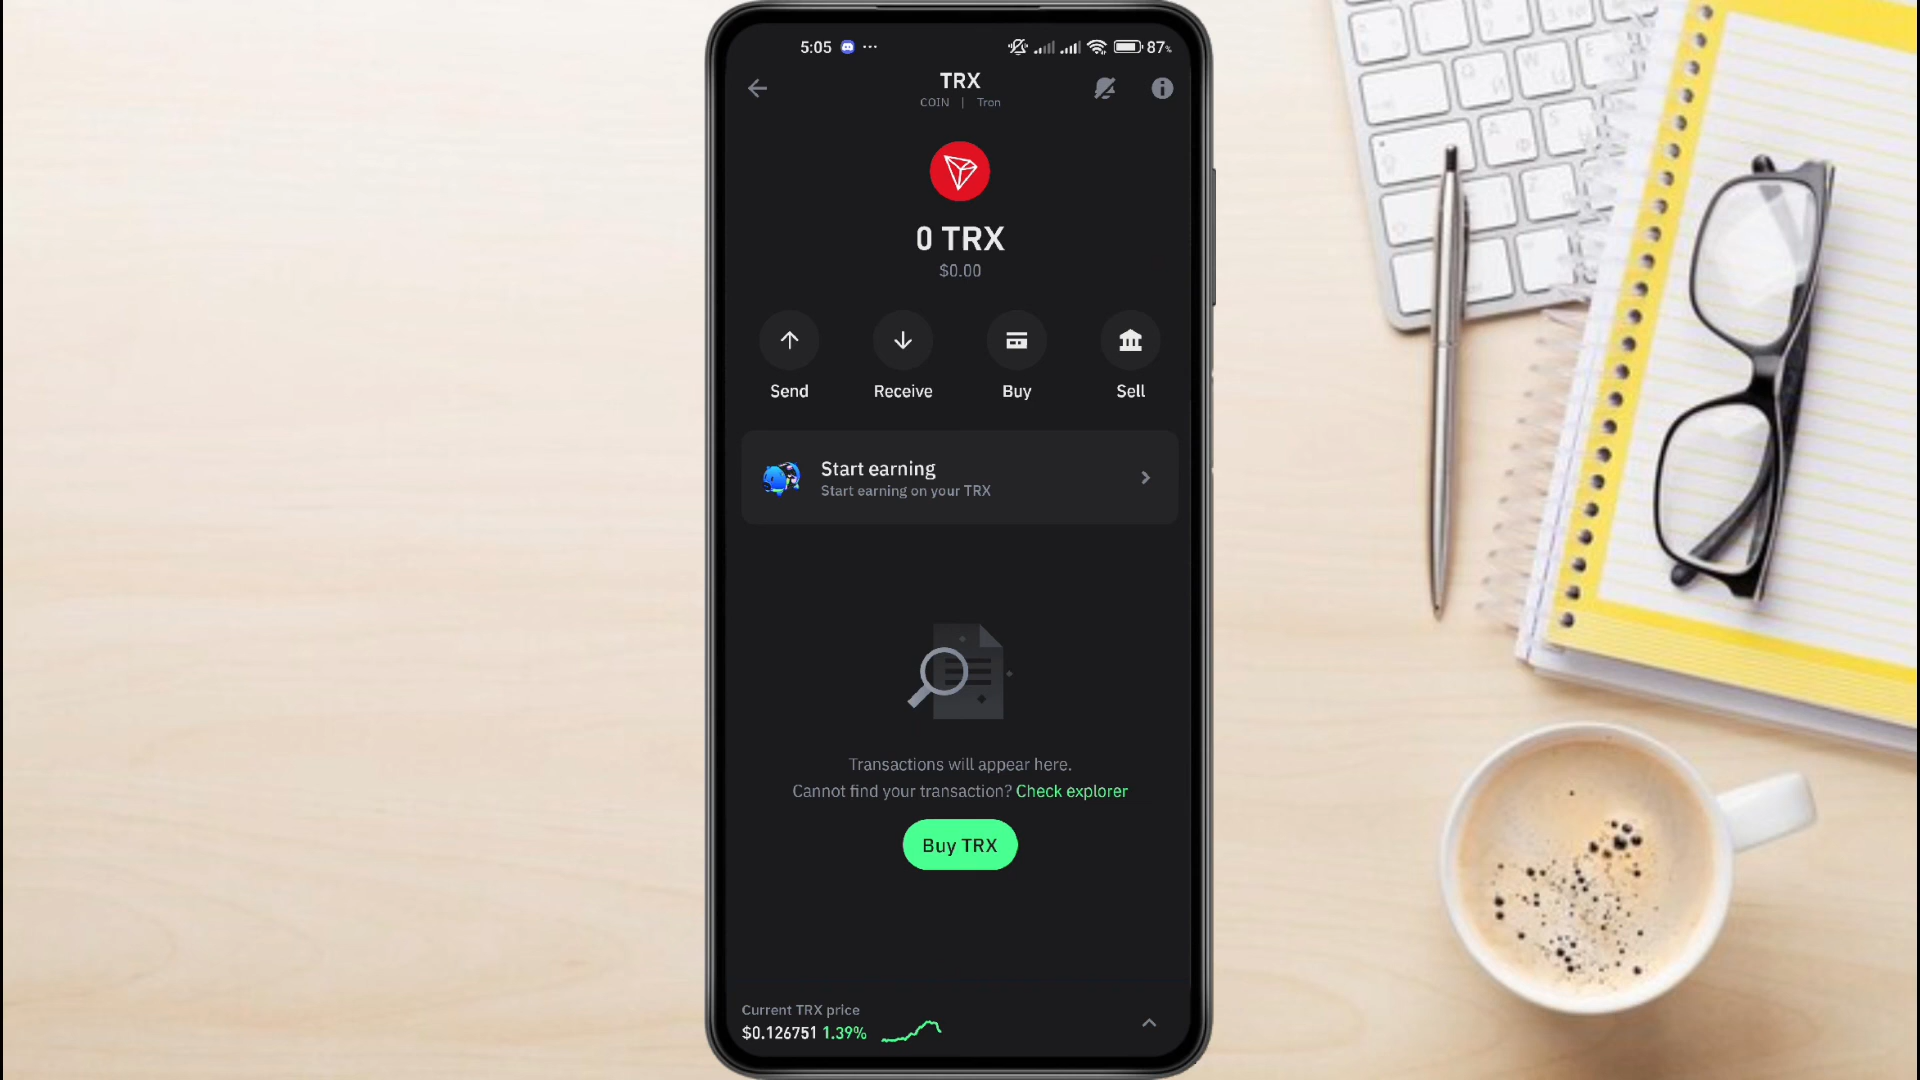 5:05
87%
TRX
COIN | Tron
0 TRX
$0.00
Send
Receive
Buy
Sell
Start earning
Start earning on your TRX
Transactions will appear here.
Cannot find your transaction? Check explorer
Buy TRX
Current TRX price
$0.126751 1.39%